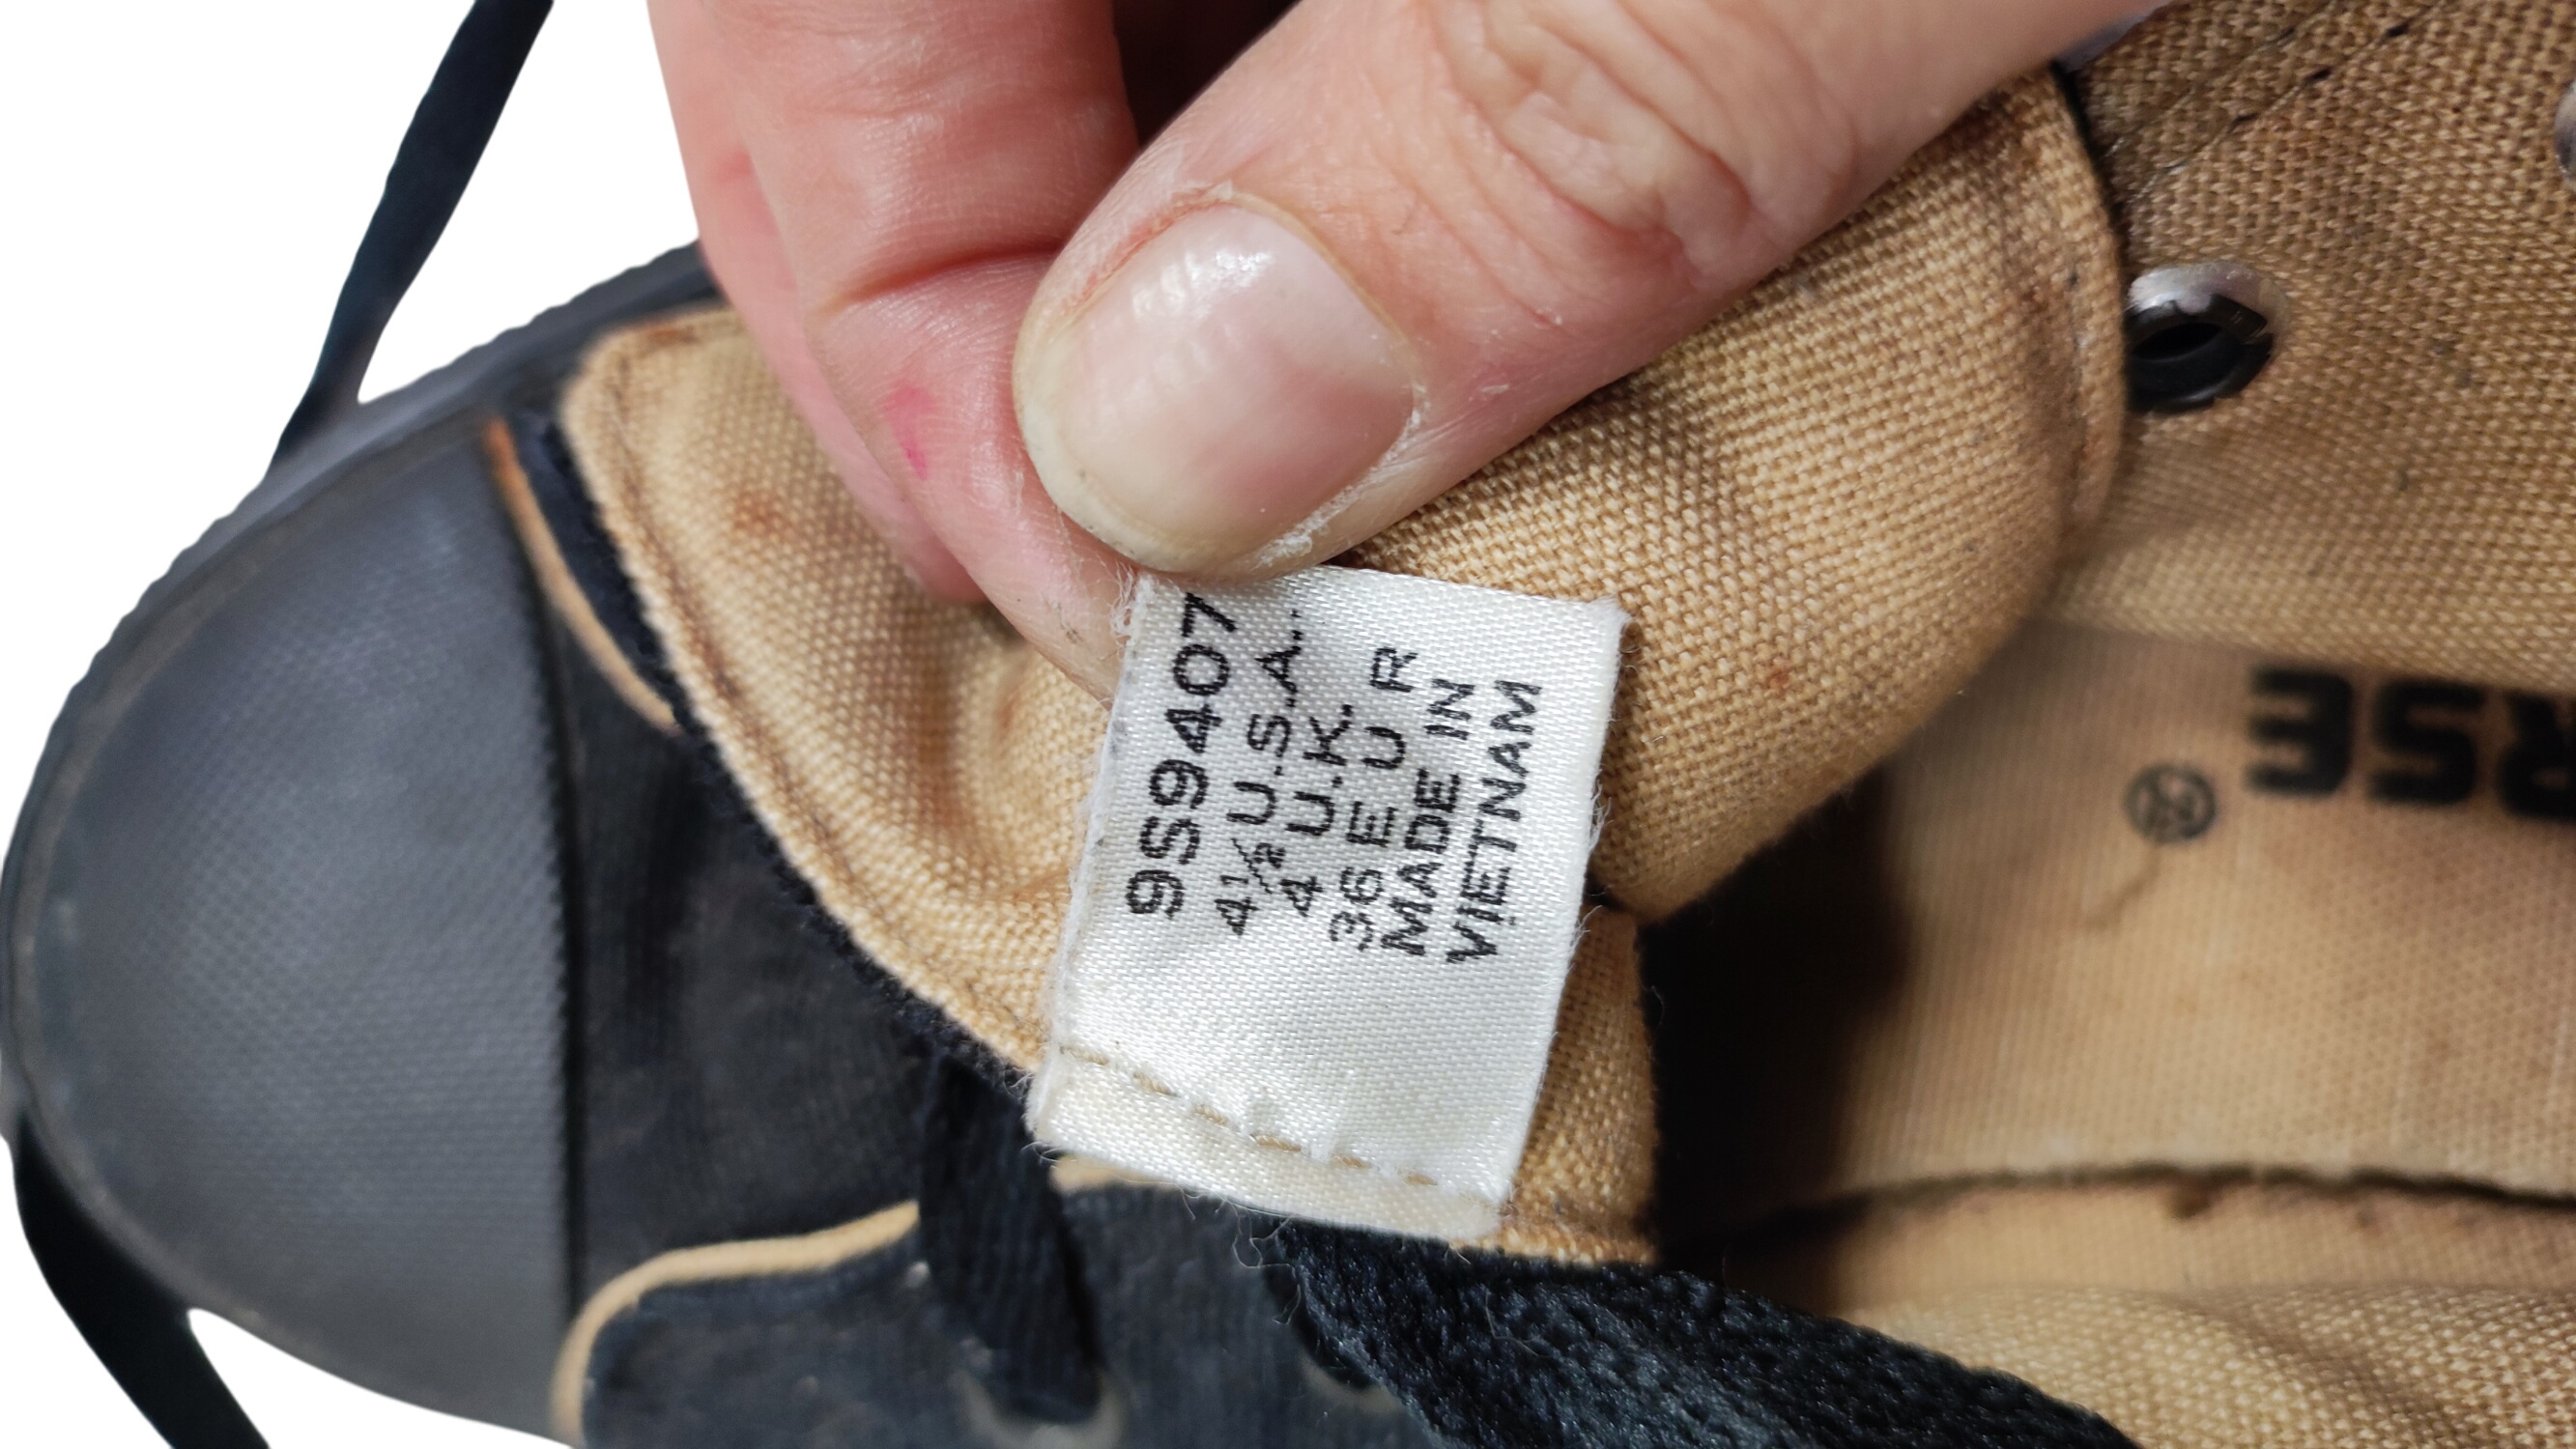 9S9407
4½ U.S.A.
4 U.K.
36 EUR
MADE IN
VIETNAM
RSE
®